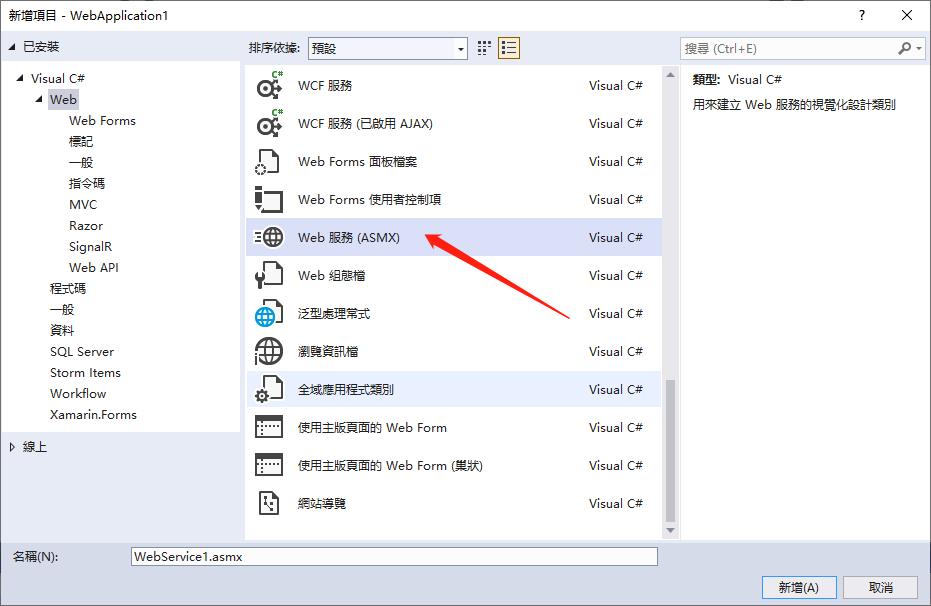 新增項目 - WebApplication1
?
已安裝
排序依據:
預設
搜尋 (Ctrl+E)
Visual C#
Web
Web Forms
標記
一般
指令碼
MVC
Razor
SignalR
Web API
程式碼
一般
資料
SQL Server
Storm Items
Workflow
Xamarin.Forms
線上
C#
WCF 服務 Visual C#
C#
WCF 服務 (已啟用 AJAX) Visual C#
Web Forms 面板檔案 Visual C#
Web Forms 使用者控制項 Visual C#
Web 服務 (ASMX) Visual C#
Web 組態檔 Visual C#
泛型處理常式 Visual C#
瀏覽資訊檔 Visual C#
全域應用程式類別 Visual C#
使用主版頁面的 Web Form Visual C#
使用主版頁面的 Web Form (巢狀) Visual C#
網站導覽 Visual C#
類型: Visual C#
用來建立 Web 服務的視覺化設計類別
名稱(N):
WebService1.asmx
新增(A)
取消